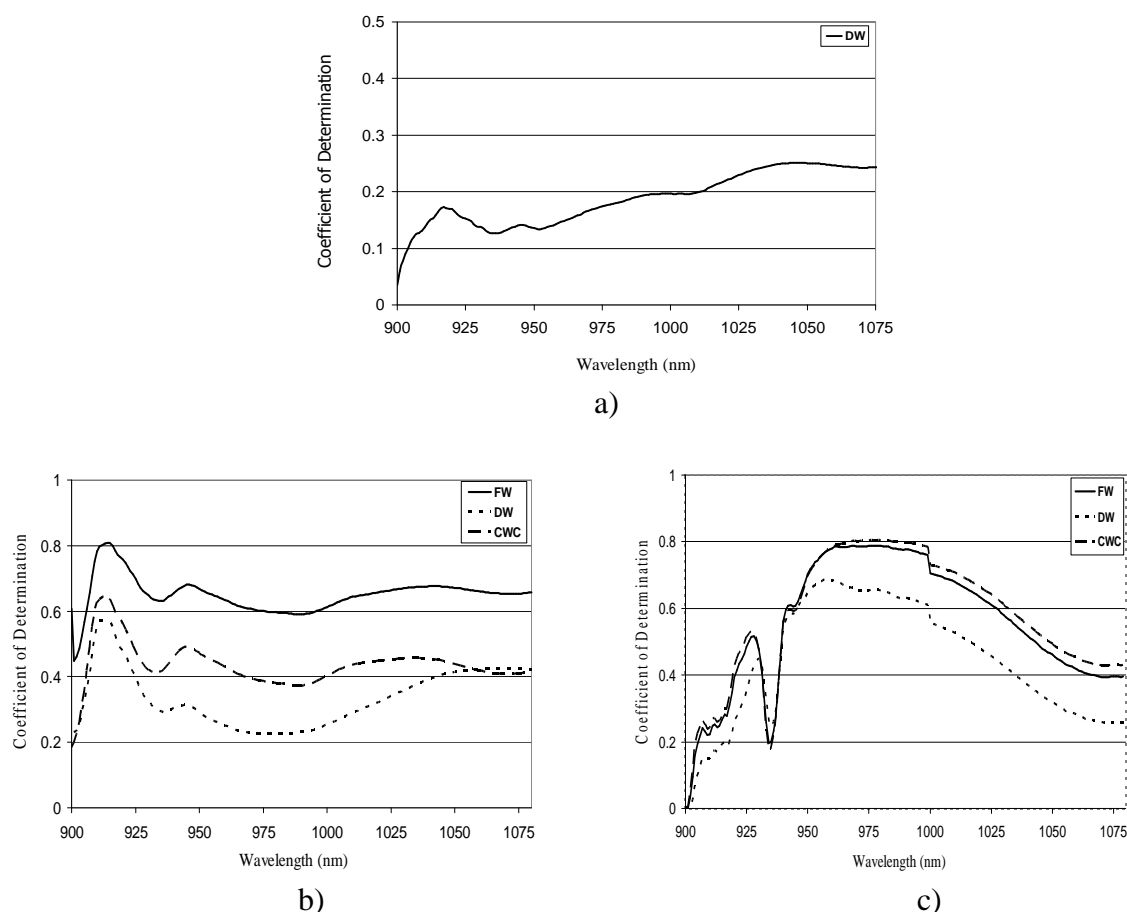 0.5
DW
0.4
0.3
0.2
0.1
0
Coefficient of Determination
900 925 950 975 1000 1025 1050 1075
Wavelength (nm)
a)
1
FW
DW
CWC
0.8
0.6
0.4
0.2
0
Coefficient of Determination
900 925 950 975 1000 1025 1050 1075
Wavelength (nm)
b)
1
FW
DW
CWC
0.8
0.6
0.4
0.2
0
Coefficient of Determination
900 925 950 975 1000 1025 1050 1075
Wavelength (nm)
c)